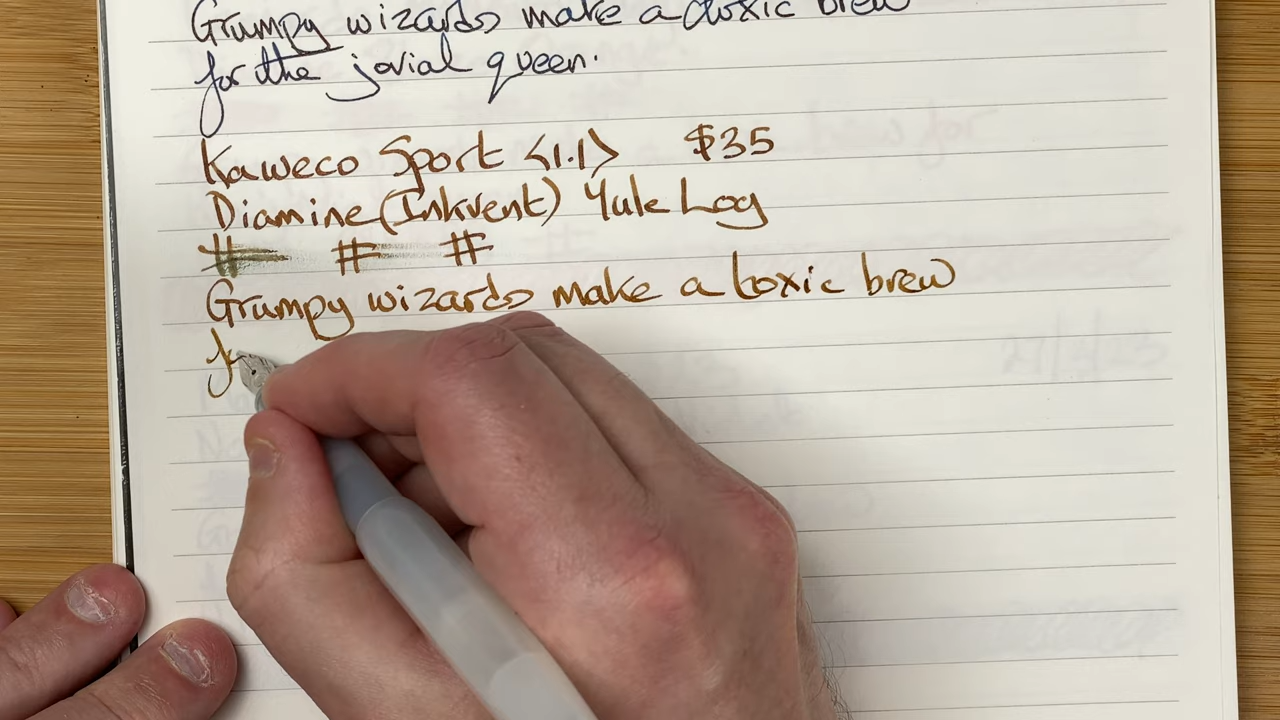 Grumpy wizards make a toxic brew
for the jovial queen.
Kaweco Sport <1.1> $35
Diamine (Inkvent) Yule Log
# # #
Grumpy wizards make a toxic brew
fo